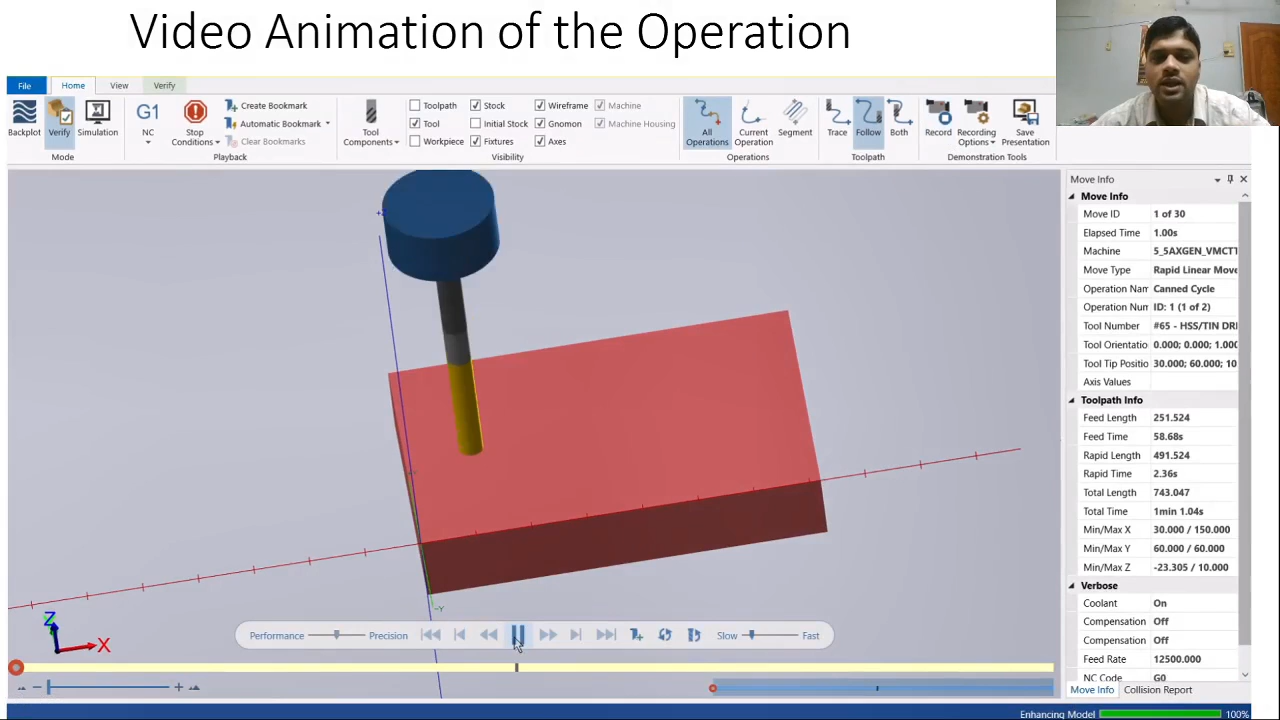 Video Animation of the Operation
File Home View Verify
Backplot
Verify
Simulation
Mode
G1
NC
Stop
Conditions
Create Bookmark
Automatic Bookmark
Clear Bookmarks
Playback
Tool
Components
Toolpath Stock Wireframe Machine
Tool Initial Stock Gnomon Machine Housing
Workpiece Fixtures Axes
Visibility
All
Operations
Current
Operation
Segment
Operations
Trace Follow Both
Toolpath
Record
Recording
Options
Save
Presentation
Demonstration Tools
Move Info
Move Info
Move ID 1 of 30
Elapsed Time 1.00s
Machine 5_5AXGEN_VMCTT
Move Type Rapid Linear Move
Operation Nam Canned Cycle
Operation Num ID: 1 (1 of 2)
Tool Number #65 - HSS/TIN DRI
Tool Orientatio 0.000; 0.000; 1.000
Tool Tip Positio 30.000; 60.000; 10
Axis Values
Toolpath Info
Feed Length 251.524
Feed Time 58.68s
Rapid Length 491.524
Rapid Time 2.36s
Total Length 743.047
Total Time 1min 1.04s
Min/Max X 30.000 / 150.000
Min/Max Y 60.000 / 60.000
Min/Max Z -23.305 / 10.000
Verbose
Coolant On
Compensation Off
Compensation Off
Feed Rate 12500.000
NC Code G0
Move Info Collision Report
-Y
Z
X
Performance Precision
Slow Fast
Enhancing Model 100%